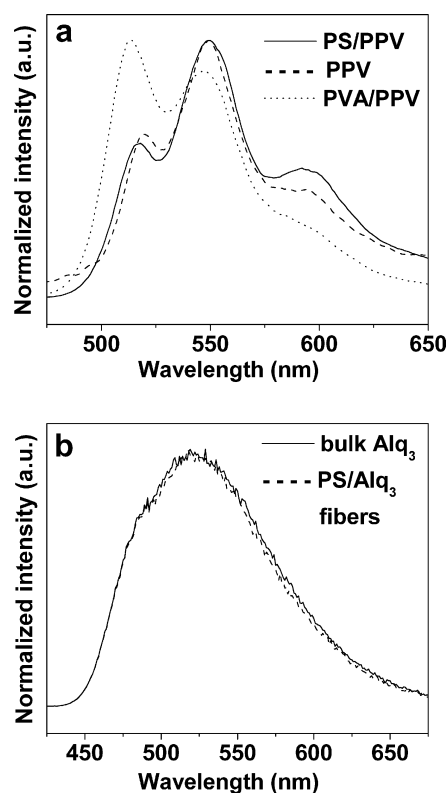 a
PS/PPV
PPV
PVA/PPV
Normalized intensity (a.u.)
500 550 600 650
Wavelength (nm)
b
bulk Alq3
PS/Alq3
fibers
Normalized intensity (a.u.)
450 500 550 600 650
Wavelength (nm)